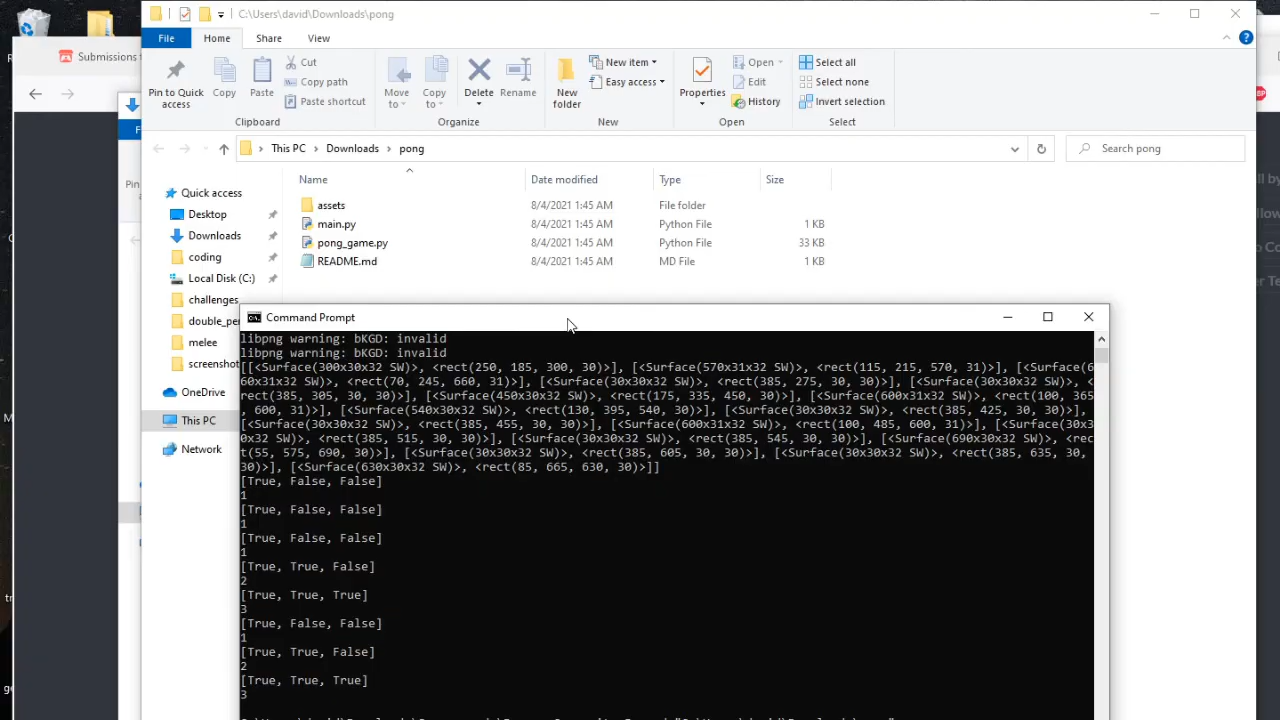 C:\Users\david\Downloads\pong
File Home Share View
Submissions
Pin to Quick access
Copy
Paste
Cut
Copy path
Paste shortcut
Move to
Copy to
Delete
Rename
New folder
New item
Easy access
Properties
Open
Edit
History
Select all
Select none
Invert selection
Clipboard Organize New Open Select
This PC > Downloads > pong
Search pong
Name Date modified Type Size
Quick access
Desktop
Downloads
coding
Local Disk (C:)
challenges
double_pe
melee
screenshot
OneDrive
This PC
Network
assets 8/4/2021 1:45 AM File folder
main.py 8/4/2021 1:45 AM Python File 1 KB
pong_game.py 8/4/2021 1:45 AM Python File 33 KB
README.md 8/4/2021 1:45 AM MD File 1 KB
Command Prompt
libpng warning: bKGD: invalid
libpng warning: bKGD: invalid
[[<Surface(300x30x32 SW)>, <rect(250, 185, 300, 30)>], [<Surface(570x31x32 SW)>, <rect(115, 215, 570, 31)>], [<Surface(6
60x31x32 SW)>, <rect(70, 245, 660, 31)>], [<Surface(30x30x32 SW)>, <rect(385, 275, 30, 30)>], [<Surface(30x30x32 SW)>, <
rect(385, 305, 30, 30)>], [<Surface(450x30x32 SW)>, <rect(175, 335, 450, 30)>], [<Surface(600x31x32 SW)>, <rect(100, 365
, 600, 31)>], [<Surface(540x30x32 SW)>, <rect(130, 395, 540, 30)>], [<Surface(30x30x32 SW)>, <rect(385, 425, 30, 30)>],
[<Surface(30x30x32 SW)>, <rect(385, 455, 30, 30)>], [<Surface(600x31x32 SW)>, <rect(100, 485, 600, 31)>], [<Surface(30x3
0x32 SW)>, <rect(385, 515, 30, 30)>], [<Surface(30x30x32 SW)>, <rect(385, 545, 30, 30)>], [<Surface(690x30x32 SW)>, <rec
t(55, 575, 690, 30)>], [<Surface(30x30x32 SW)>, <rect(385, 605, 30, 30)>], [<Surface(30x30x32 SW)>, <rect(385, 635, 30,
30)>], [<Surface(630x30x32 SW)>, <rect(85, 665, 630, 30)>]]
[True, False, False]
1
[True, False, False]
1
[True, False, False]
1
[True, True, False]
2
[True, True, True]
3
[True, False, False]
1
[True, True, False]
2
[True, True, True]
3